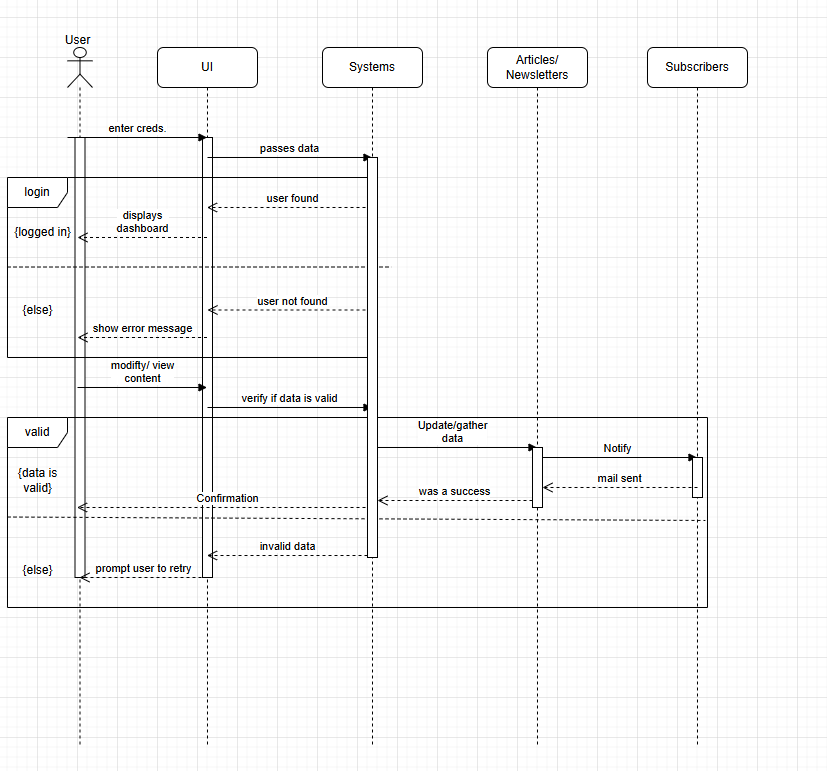 User
UI
Systems
Articles/
Newsletters
Subscribers
enter creds.
passes data
login
user found
displays
dashboard
{logged in}
user not found
{else}
show error message
modifty/ view
content
verify if data is valid
valid
Update/gather
data
Notify
{data is
valid}
mail sent
was a success
Confirmation
invalid data
{else}
prompt user to retry